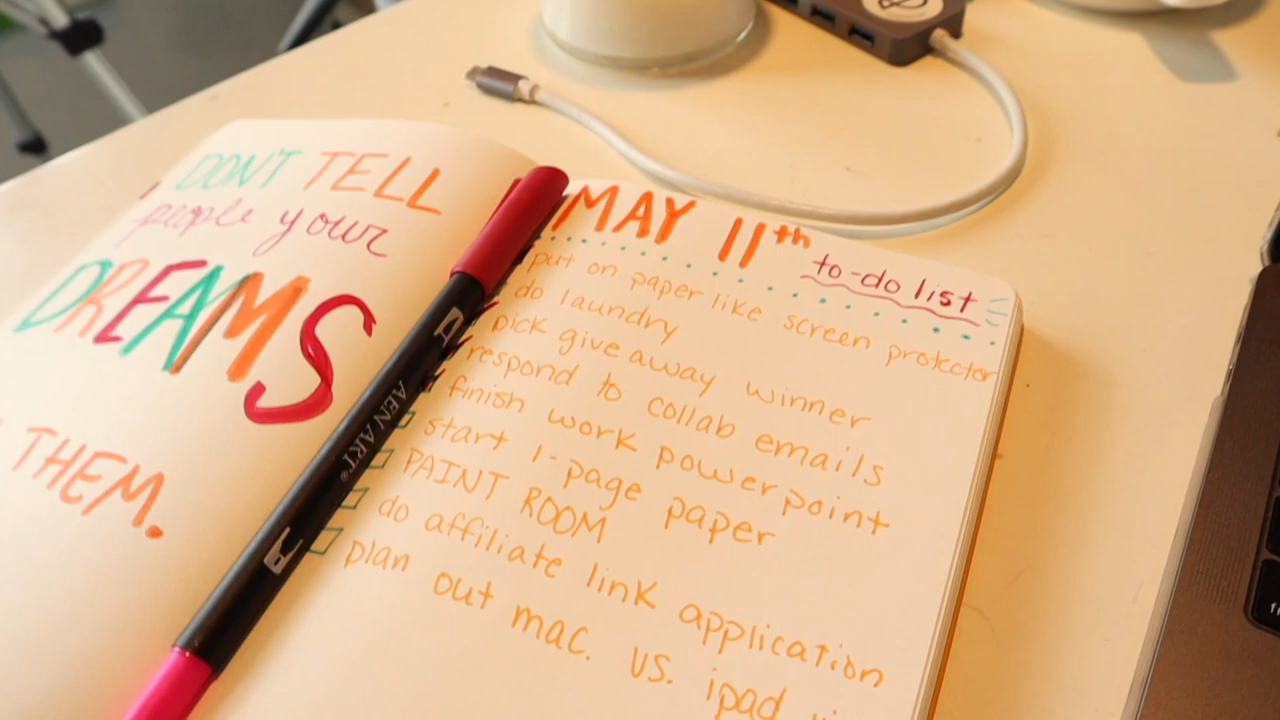 DON'T TELL
people your
DREAMS
THEM.
MAY 11th
to-do list
put on paper like screen protector
do laundry
pick give away winner
respond to collab emails
finish work powerpoint
start 1-page paper
PAINT ROOM
do affiliate link application
plan out mac. vs. ipad
AEN ART